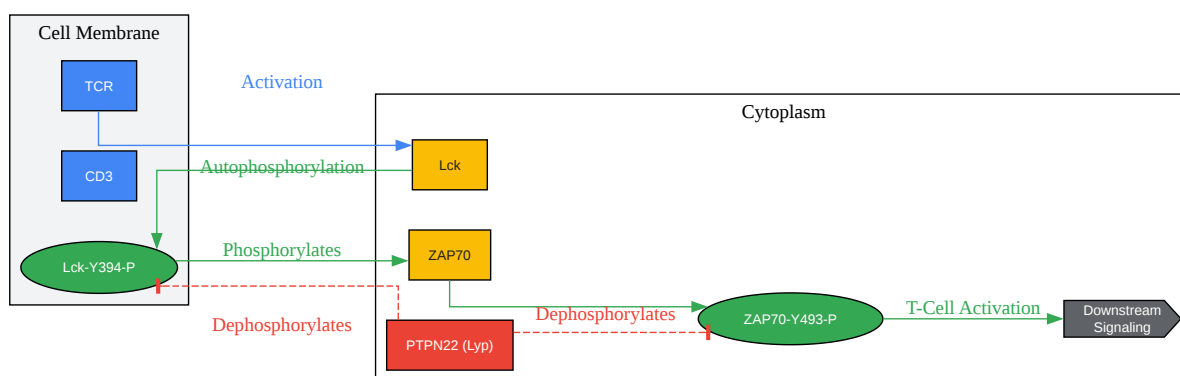 Cell Membrane
TCR
Activation
Cytoplasm
CD3
Autophosphorylation
Lck
Lck-Y394-P
Phosphorylates
ZAP70
Dephosphorylates
PTPN22 (Lyp)
Dephosphorylates
ZAP70-Y493-P
T-Cell Activation
Downstream
Signaling